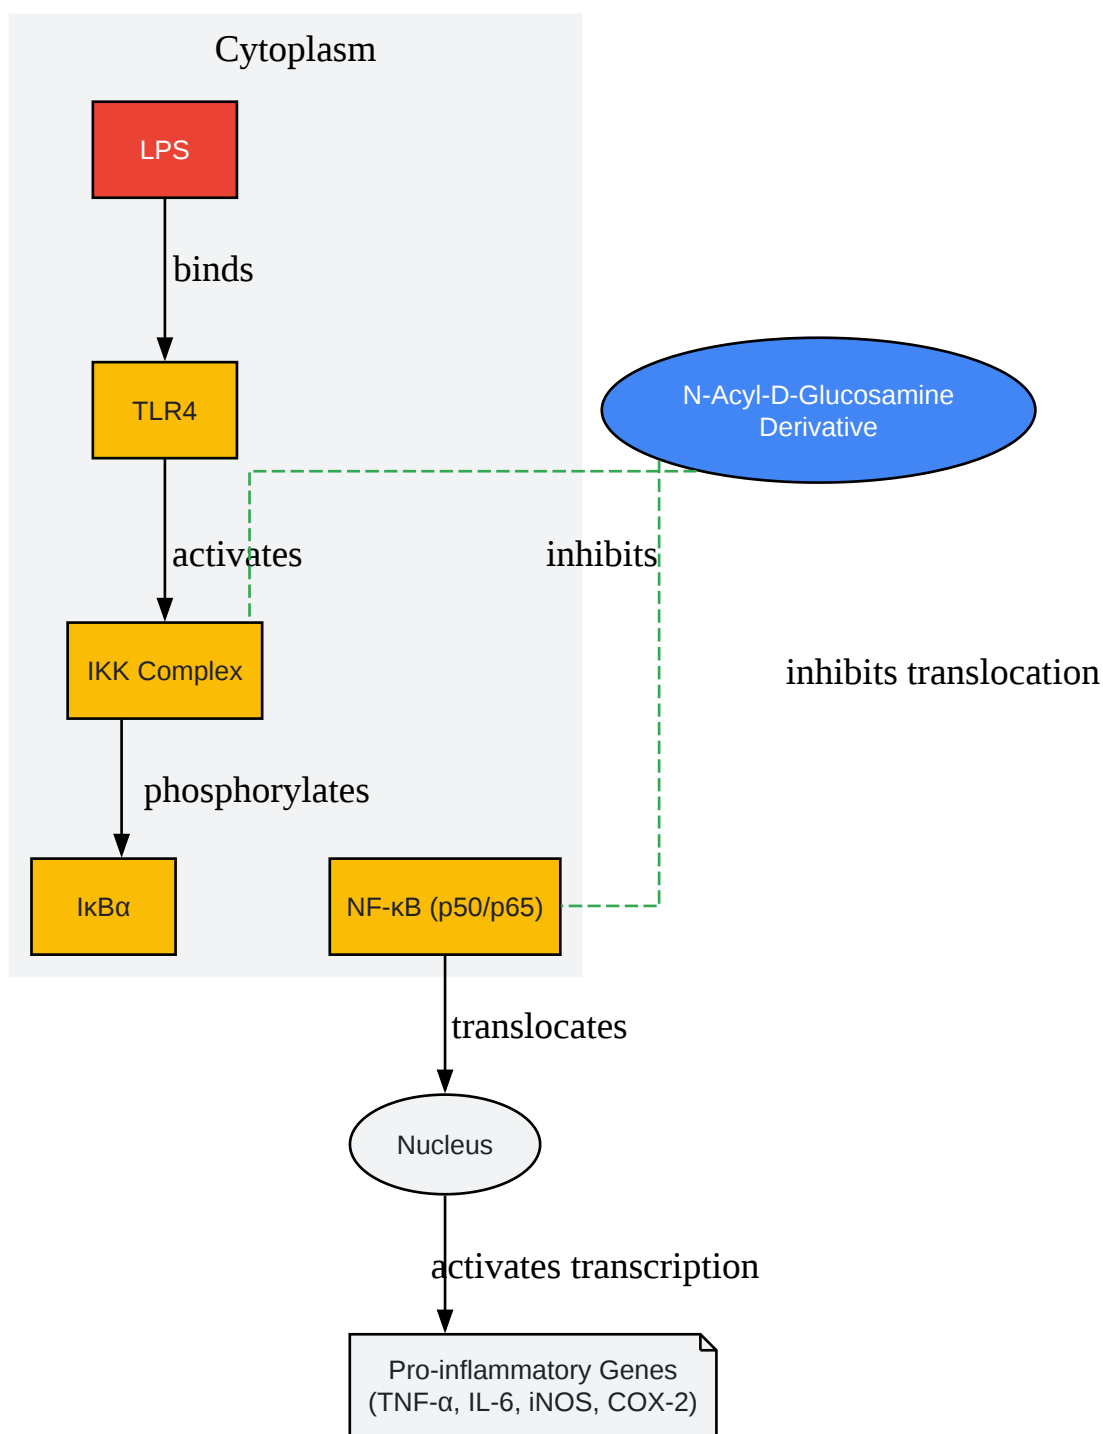 Cytoplasm
LPS
binds
TLR4
N-Acyl-D-Glucosamine
Derivative
activates
inhibits
IKK Complex
inhibits translocation
phosphorylates
IκBα
NF-κB (p50/p65)
translocates
Nucleus
activates transcription
Pro-inflammatory Genes
(TNF-α, IL-6, iNOS, COX-2)